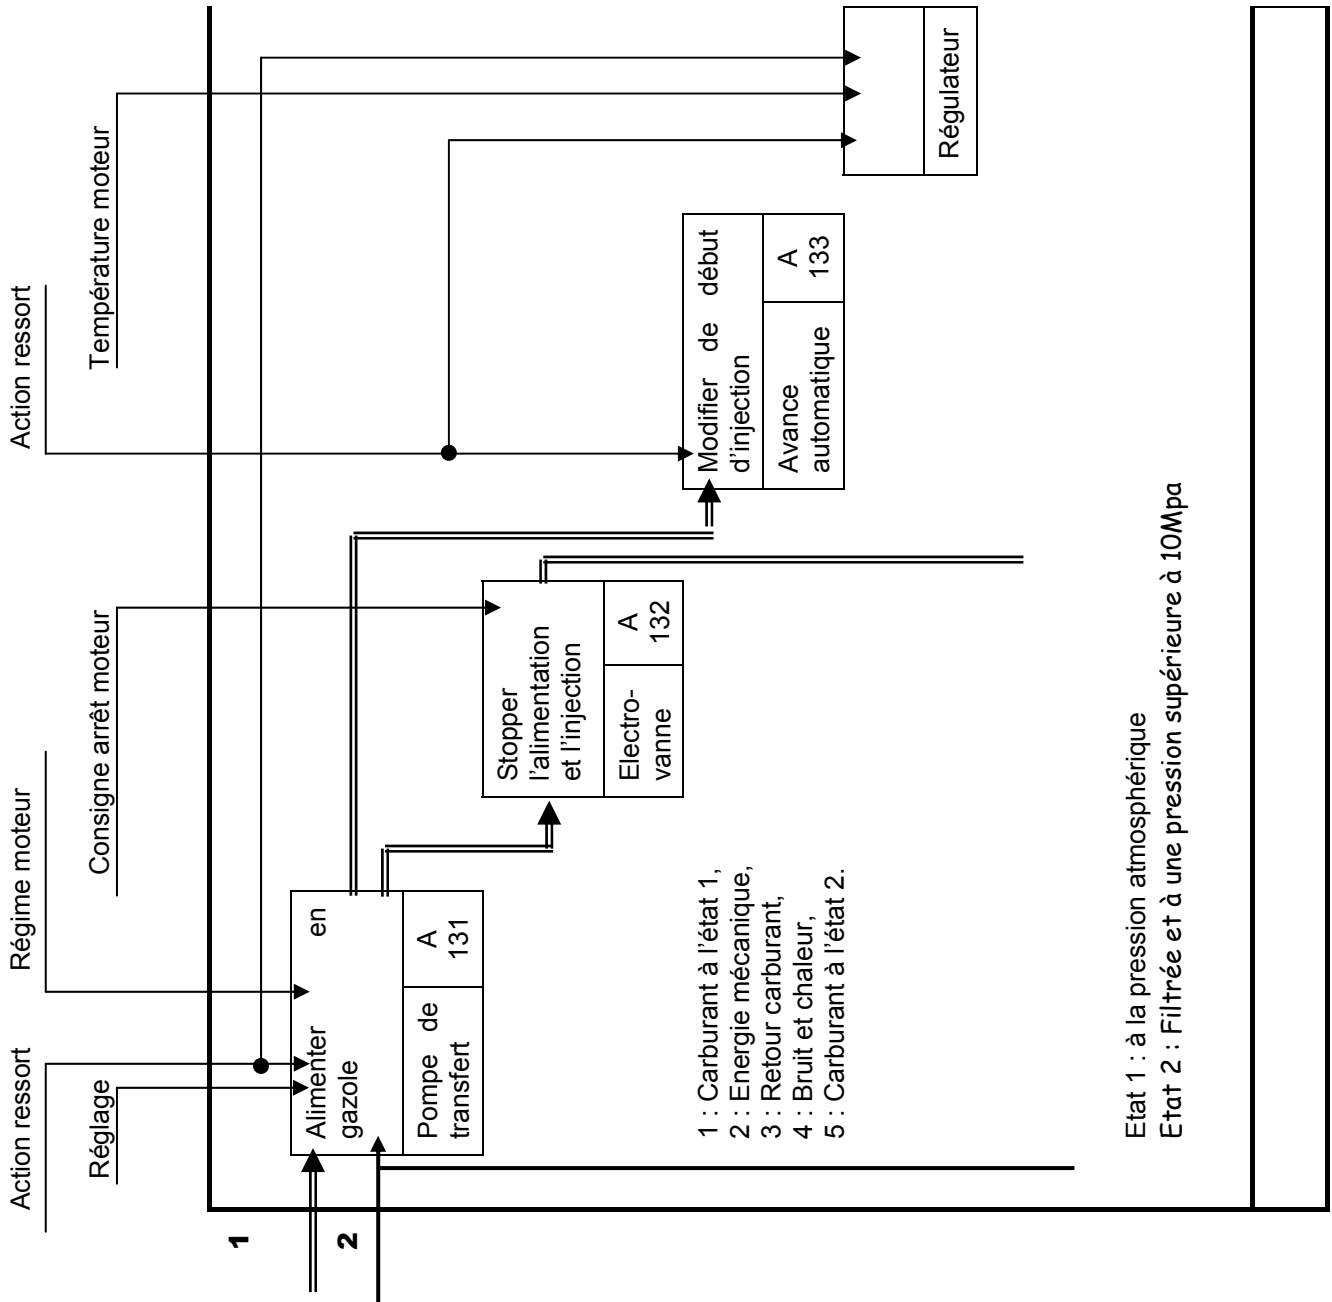 Action ressort
Réglage
Régime moteur
Consigne arrêt moteur
Action ressort
Température moteur
1
2
Alimenter en
gazole
Pompe de
transfert
A
131
Stopper
l'alimentation
et l'injection
Electro-
vanne
A
132
Modifier de début
d'injection
Avance
automatique
A
133
Régulateur
1 : Carburant à l'état 1,
2 : Energie mécanique,
3 : Retour carburant,
4 : Bruit et chaleur,
5 : Carburant à l'état 2.
Etat 1 : à la pression atmosphérique
Etat 2 : Filtrée et à une pression supérieure à 10Mpa